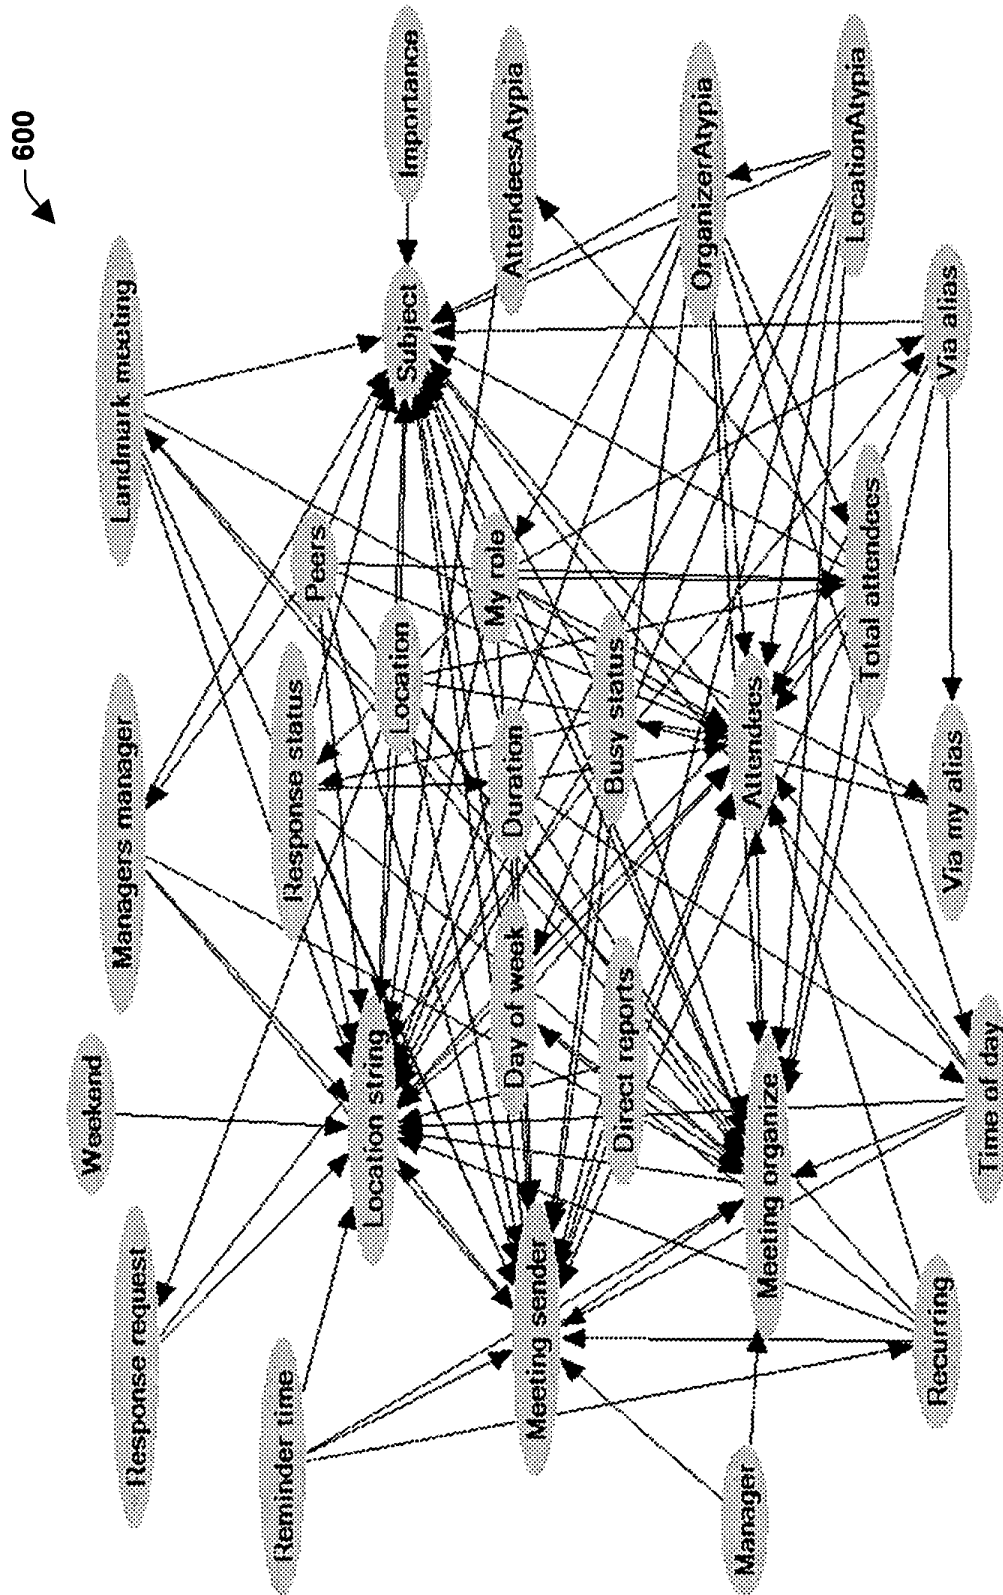 600
Weekend
Managers manager
Landmark meeting
Response request
Response status
Peers
Reminder time
Location string
Location
Subject
Importance
Meeting sender
Day of week
Duration
My role
AttendeesAtypia
Direct reports
Busy status
OrganizerAtypia
Manager
Meeting organize
Attendees
Total attendees
LocationAtypia
Recurring
Time of day
Via my alias
Via alias